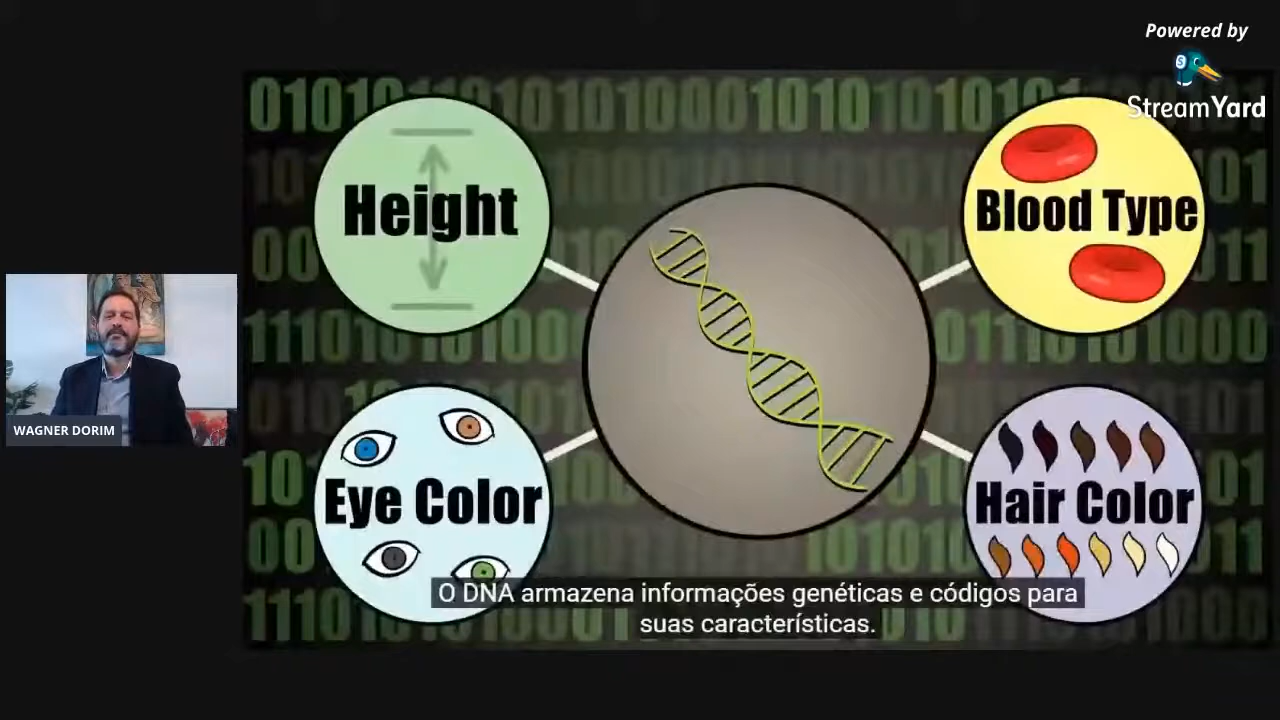 Powered by
StreamYard
Height
Blood Type
WAGNER DORIM
Eye Color
Hair Color
O DNA armazena informações genéticas e códigos para
suas características.